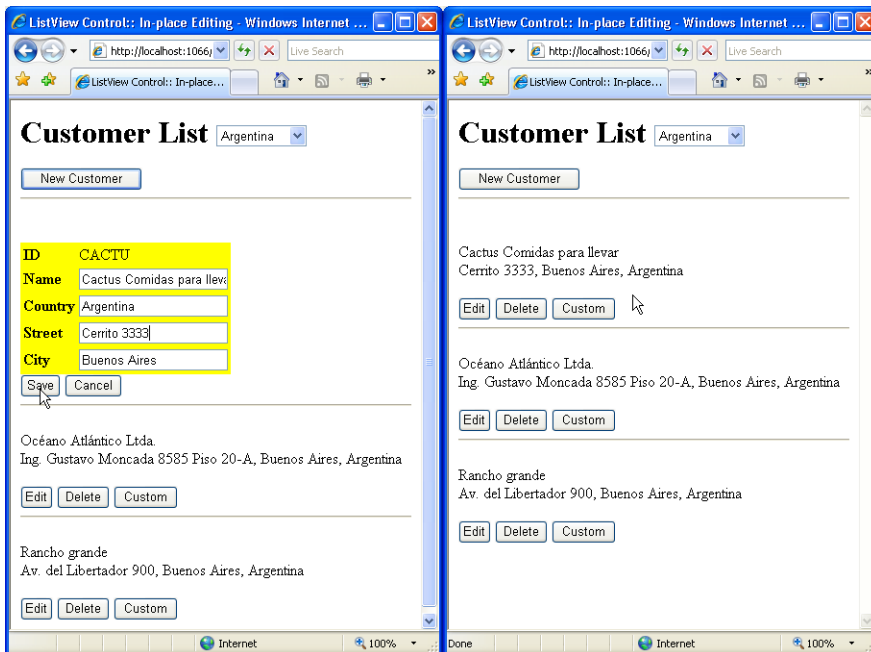 ListView Control:: In-place Editing - Windows Internet ...
http://localhost:1066/
Live Search
ListView Control:: In-place...
»
Customer List
Argentina
New Customer
ID CACTU
Name Cactus Comidas para lleva
Country Argentina
Street Cerrito 3333
City Buenos Aires
Save Cancel
Océano Atlántico Ltda.
Ing. Gustavo Moncada 8585 Piso 20-A, Buenos Aires, Argentina
Edit Delete Custom
Rancho grande
Av. del Libertador 900, Buenos Aires, Argentina
Edit Delete Custom
Internet
100%
ListView Control:: In-place Editing - Windows Internet ...
http://localhost:1066/
Live Search
ListView Control:: In-place...
»
Customer List
Argentina
New Customer
Cactus Comidas para llevar
Cerrito 3333, Buenos Aires, Argentina
Edit Delete Custom
Océano Atlántico Ltda.
Ing. Gustavo Moncada 8585 Piso 20-A, Buenos Aires, Argentina
Edit Delete Custom
Rancho grande
Av. del Libertador 900, Buenos Aires, Argentina
Edit Delete Custom
Done
Internet
100%